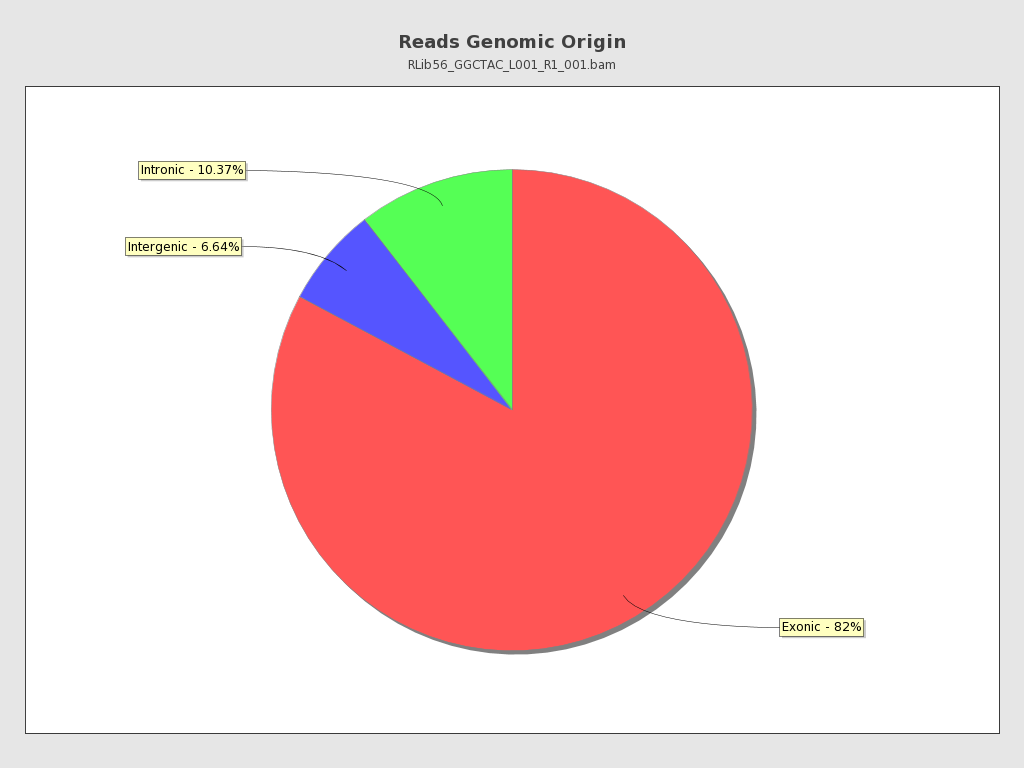 Reads Genomic Origin
RLib56_GGCTAC_L001_R1_001.bam
Intronic - 10.37%
Intergenic - 6.64%
Exonic - 82%